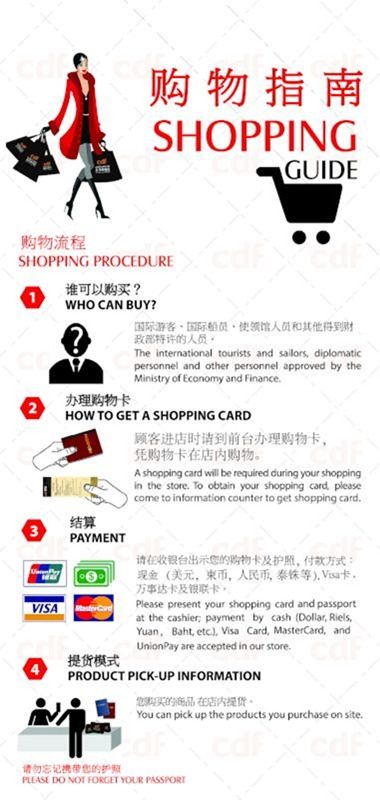 购物指南
SHOPPING
GUIDE
购物流程
SHOPPING PROCEDURE
1
谁可以购买？
WHO CAN BUY?
国际游客、国际船员、使领馆人员和其他得到财
政部特许的人员。
The international tourists and sailors, diplomatic
personnel and other personnel approved by the
Ministry of Economy and Finance.
2
办理购物卡
HOW TO GET A SHOPPING CARD
顾客进店时请到前台办理购物卡，
凭购物卡在店内购物。
A shopping card will be required during your shopping
in the store. To obtain your shopping card, please
come to information counter to get shopping card.
3
结算
PAYMENT
UnionPay
银联
VISA
MasterCard
请在收银台出示您的购物卡及护照，付款方式：
现金（美元，柬币，人民币，泰铢等），Visa卡，
万事达卡及银联卡。
Please present your shopping card and passport
at the cashier; payment by cash (Dollar, Riels,
Yuan, Baht, etc.), Visa Card, MasterCard, and
UnionPay are accepted in our store.
4
提货模式
PRODUCT PICK-UP INFORMATION
您购买的商品 在店内提货。
You can pick up the products you purchase on site.
请勿忘记携带您的护照
PLEASE DO NOT FORGET YOUR PASSPORT